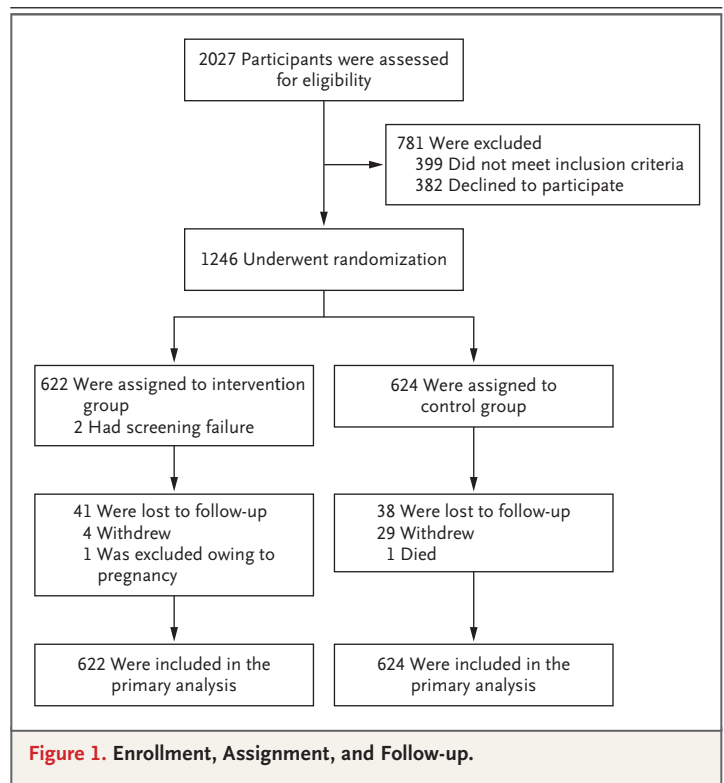 2027 Participants were assessed
for eligibility
781 Were excluded
399 Did not meet inclusion criteria
382 Declined to participate
1246 Underwent randomization
622 Were assigned to intervention
group
2 Had screening failure
624 Were assigned to
control group
41 Were lost to follow-up
4 Withdrew
1 Was excluded owing to
pregnancy
38 Were lost to follow-up
29 Withdrew
1 Died
622 Were included in the
primary analysis
624 Were included in the
primary analysis
Figure 1. Enrollment, Assignment, and Follow-up.